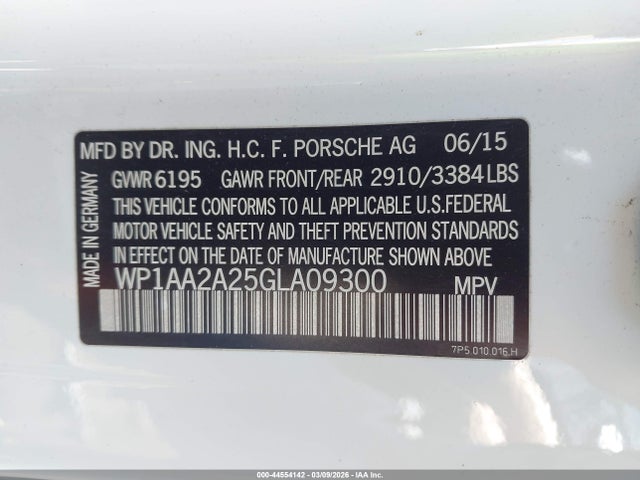 MFD BY DR. ING. H.C. F. PORSCHE AG 06/15
GVWR 6195 GAWR FRONT/REAR 2910/3384 LBS
THIS VEHICLE CONFORMS TO ALL APPLICABLE U.S.FEDERAL
MOTOR VEHICLE SAFETY AND THEFT PREVENTION STANDARDS
IN EFFECT ON THE DATE OF MANUFACTURE SHOWN ABOVE
WP1AA2A25GLA09300 MPV
MADE IN GERMANY
7P5.010.016.H
000-44554142 | 03/09/2026 | IAAI.COM